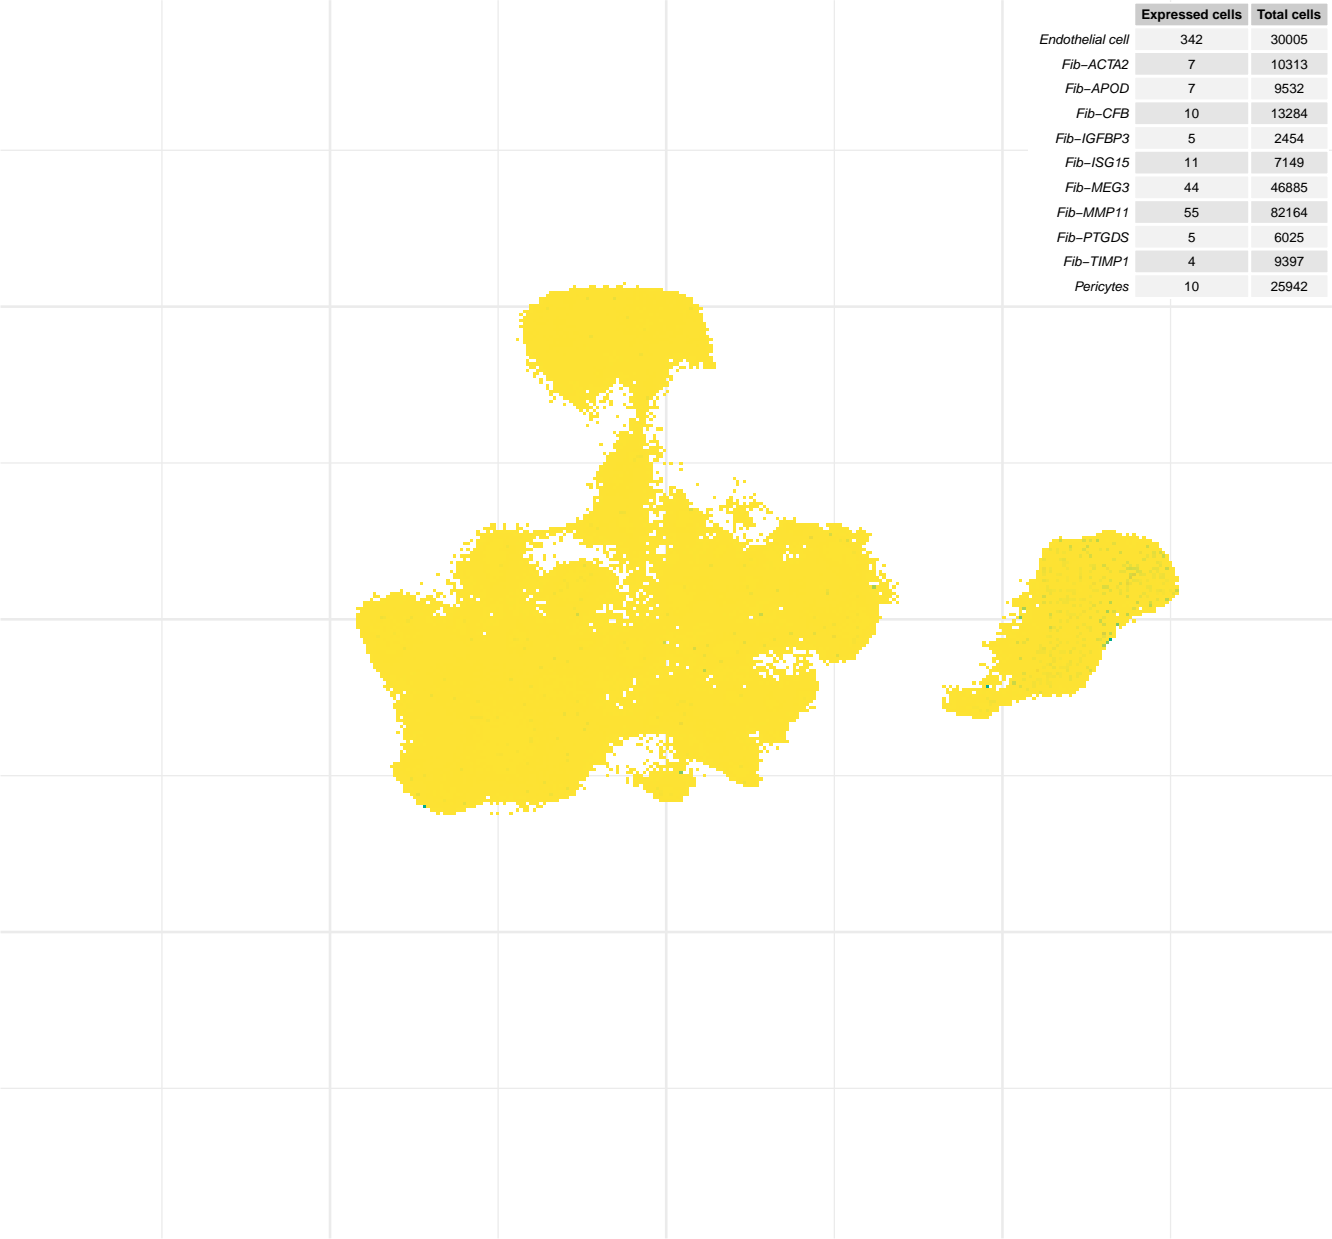 Expressed cells Total cells
Endothelial cell 342 30005
Fib−ACTA2 7 10313
Fib−APOD 7 9532
Fib−CFB 10 13284
Fib−IGFBP3 5 2454
Fib−ISG15 11 7149
Fib−MEG3 44 46885
Fib−MMP11 55 82164
Fib−PTGDS 5 6025
Fib−TIMP1 4 9397
Pericytes 10 25942